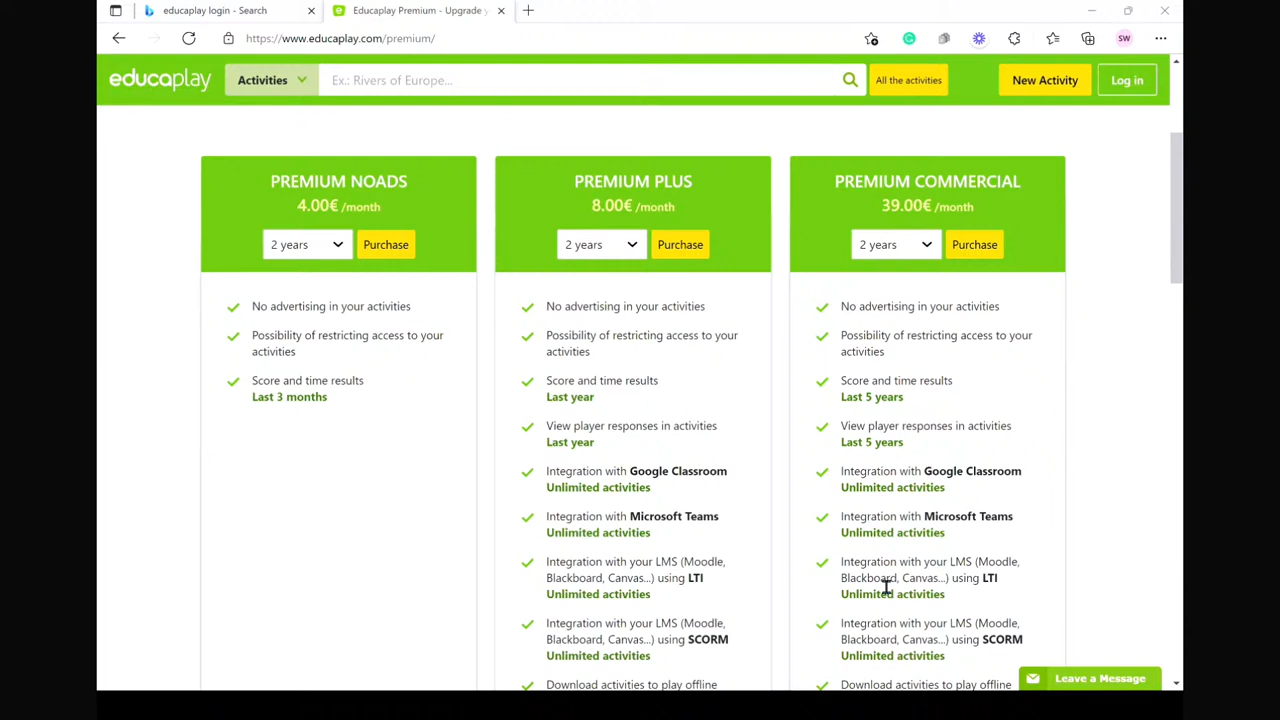 educaplay login - Search
Educaplay Premium - Upgrade y
https://www.educaplay.com/premium/
SW
educaplay
Activities
Ex.: Rivers of Europe...
All the activities
New Activity
Log in
PREMIUM NOADS
4.00€ /month
2 years
Purchase
No advertising in your activities
Possibility of restricting access to your
activities
Score and time results
Last 3 months
PREMIUM PLUS
8.00€ /month
2 years
Purchase
No advertising in your activities
Possibility of restricting access to your
activities
Score and time results
Last year
View player responses in activities
Last year
Integration with Google Classroom
Unlimited activities
Integration with Microsoft Teams
Unlimited activities
Integration with your LMS (Moodle,
Blackboard, Canvas...) using LTI
Unlimited activities
Integration with your LMS (Moodle,
Blackboard, Canvas...) using SCORM
Unlimited activities
Download activities to play offline
PREMIUM COMMERCIAL
39.00€ /month
2 years
Purchase
No advertising in your activities
Possibility of restricting access to your
activities
Score and time results
Last 5 years
View player responses in activities
Last 5 years
Integration with Google Classroom
Unlimited activities
Integration with Microsoft Teams
Unlimited activities
Integration with your LMS (Moodle,
Blackboard, Canvas...) using LTI
Unlimited activities
Integration with your LMS (Moodle,
Blackboard, Canvas...) using SCORM
Unlimited activities
Download activities to play offline
Leave a Message